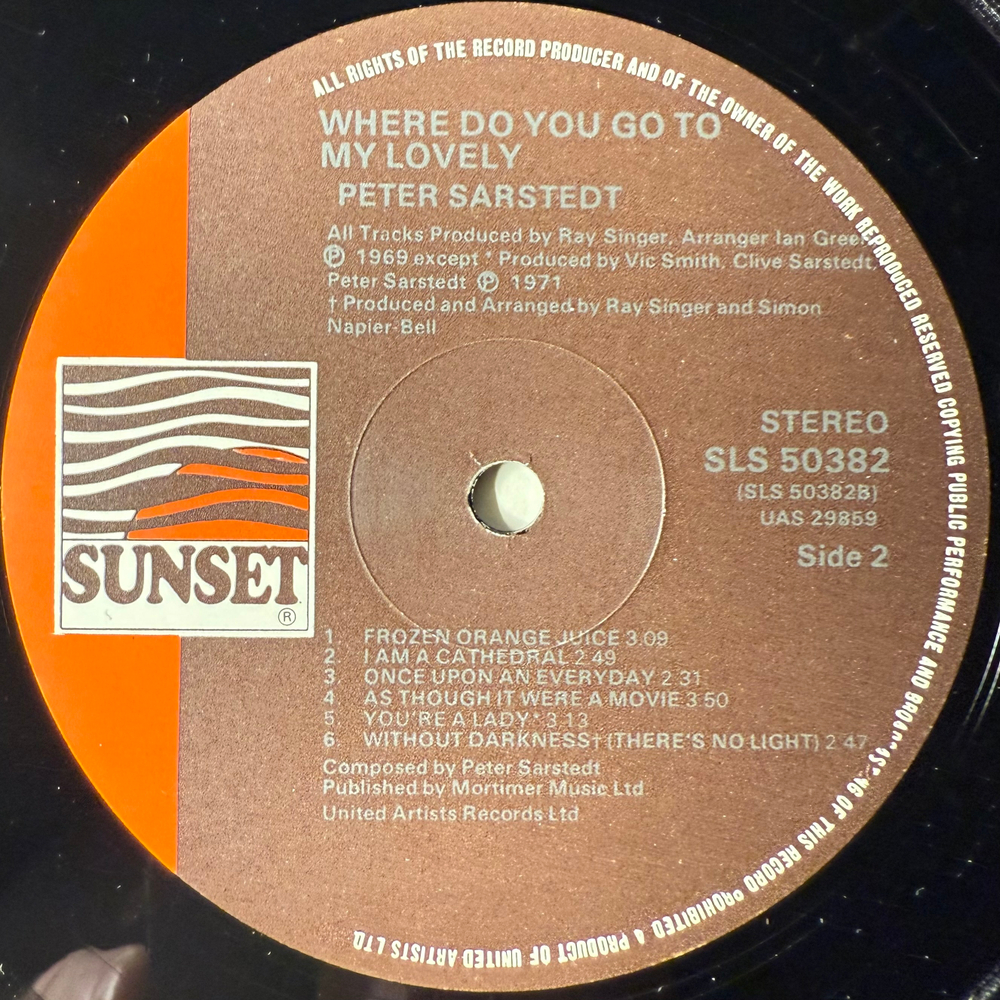 ALL RIGHTS OF THE RECORD PRODUCER AND OF THE OWNER OF THE WORK REPRODUCED RESERVED COPYING PUBLIC PERFORMANCE AND BROADCASTING OF THIS RECORD PROHIBITED A PRODUCT OF UNITED ARTISTS LTD.
WHERE DO YOU GO TO
MY LOVELY
PETER SARSTEDT
All Tracks Produced by Ray Singer, Arranger Ian Green
Ⓟ 1969 except * Produced by Vic Smith, Clive Sarstedt,
Peter Sarstedt Ⓟ 1971
† Produced and Arranged by Ray Singer and Simon
Napier-Bell
SUNSET
®
STEREO
SLS 50382
(SLS 50382B)
UAS 29859
Side 2
1. FROZEN ORANGE JUICE 3.09
2. I AM A CATHEDRAL 2.49
3. ONCE UPON AN EVERYDAY 2.31
4. AS THOUGH IT WERE A MOVIE 3.50
5. YOU'RE A LADY* 3.13
6. WITHOUT DARKNESS† (THERE'S NO LIGHT) 2.47
Composed by Peter Sarstedt
Published by Mortimer Music Ltd.
United Artists Records Ltd